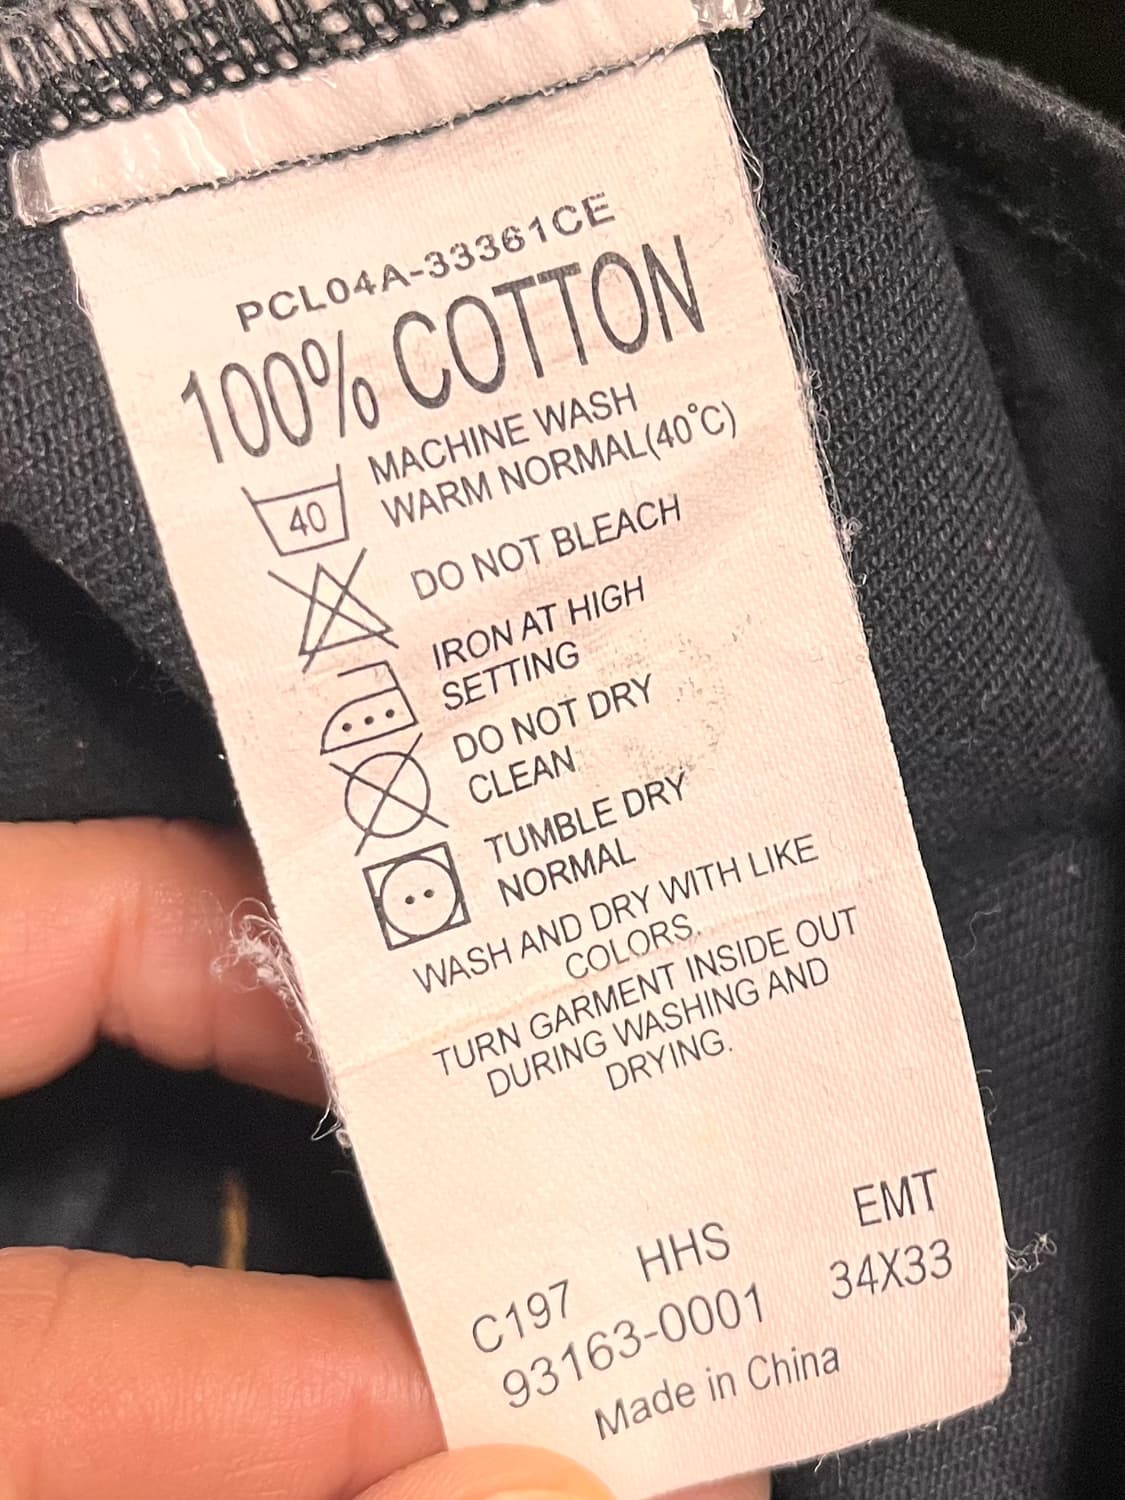 PCL04A-33361CE
100% COTTON
MACHINE WASH
WARM NORMAL(40°C)
40
DO NOT BLEACH
IRON AT HIGH
SETTING
DO NOT DRY
CLEAN
TUMBLE DRY
NORMAL
WASH AND DRY WITH LIKE
COLORS.
TURN GARMENT INSIDE OUT
DURING WASHING AND
DRYING.
C197 HHS EMT
93163-0001 34X33
Made in China